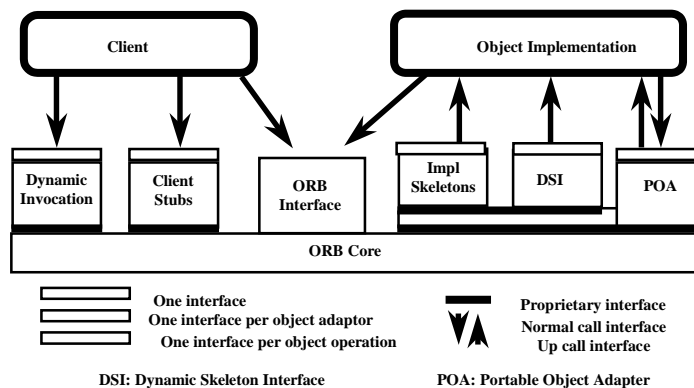 Client
Object Implementation
Dynamic
Invocation
Client
Stubs
ORB
Interface
Impl
Skeletons
DSI
POA
ORB Core
One interface
One interface per object adaptor
One interface per object operation
Proprietary interface
Normal call interface
Up call interface
DSI: Dynamic Skeleton Interface
POA: Portable Object Adapter